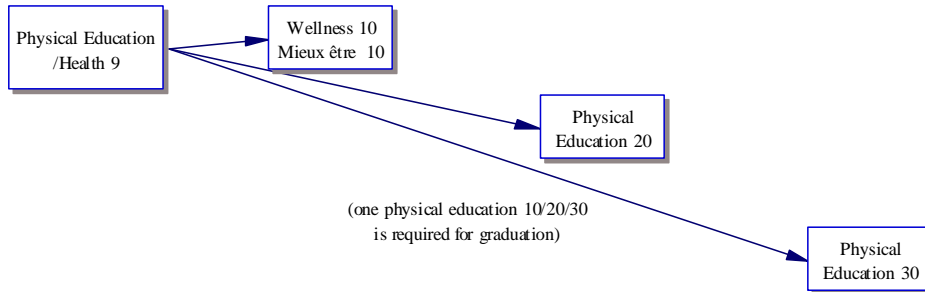 Physical Education
/Health 9
Wellness 10
Mieux être 10
Physical
Education 20
(one physical education 10/20/30
is required for graduation)
Physical
Education 30